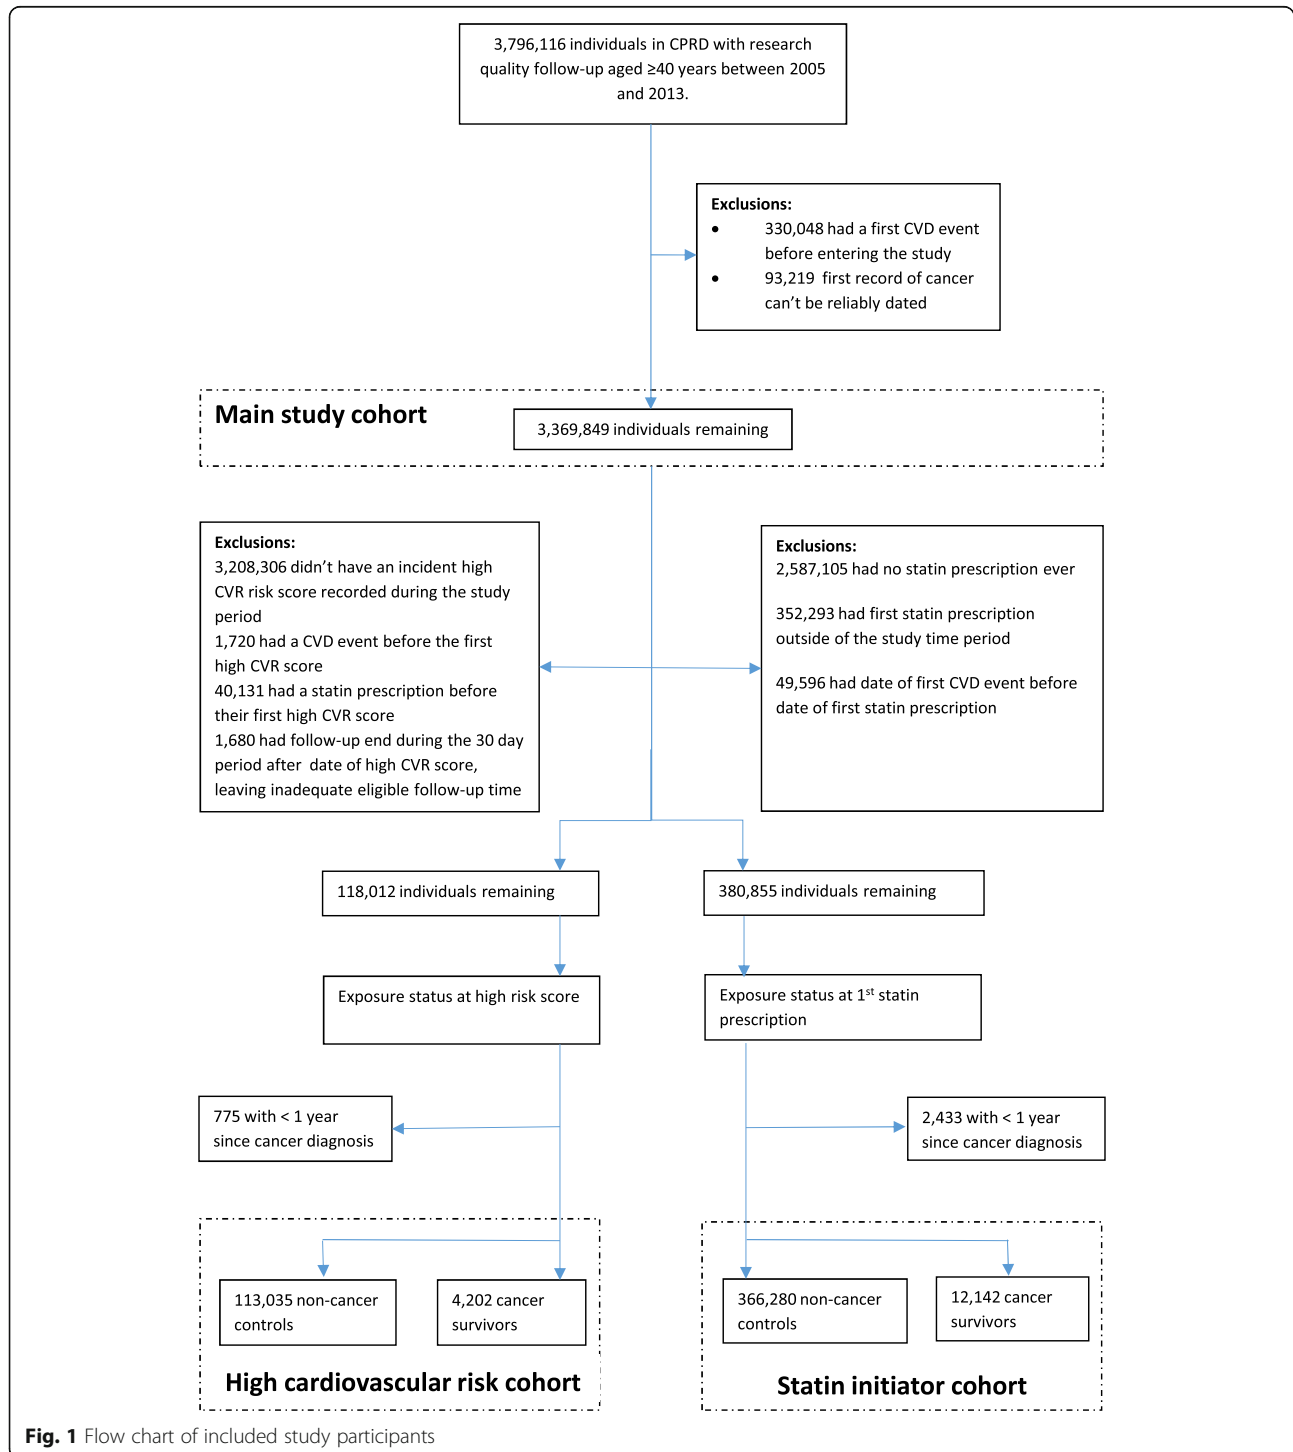 3,796,116 individuals in CPRD with research
quality follow-up aged ≥40 years between 2005
and 2013.
Exclusions:
• 330,048 had a first CVD event
before entering the study
• 93,219 first record of cancer
can't be reliably dated
Main study cohort
3,369,849 individuals remaining
Exclusions:
3,208,306 didn't have an incident high
CVR risk score recorded during the study
period
1,720 had a CVD event before the first
high CVR score
40,131 had a statin prescription before
their first high CVR score
1,680 had follow-up end during the 30 day
period after date of high CVR score,
leaving inadequate eligible follow-up time
Exclusions:
2,587,105 had no statin prescription ever
352,293 had first statin prescription
outside of the study time period
49,596 had date of first CVD event before
date of first statin prescription
118,012 individuals remaining
380,855 individuals remaining
Exposure status at high risk score
Exposure status at 1st statin
prescription
775 with < 1 year
since cancer diagnosis
2,433 with < 1 year
since cancer diagnosis
113,035 non-cancer
controls
4,202 cancer
survivors
366,280 non-cancer
controls
12,142 cancer
survivors
High cardiovascular risk cohort
Statin initiator cohort
Fig. 1 Flow chart of included study participants